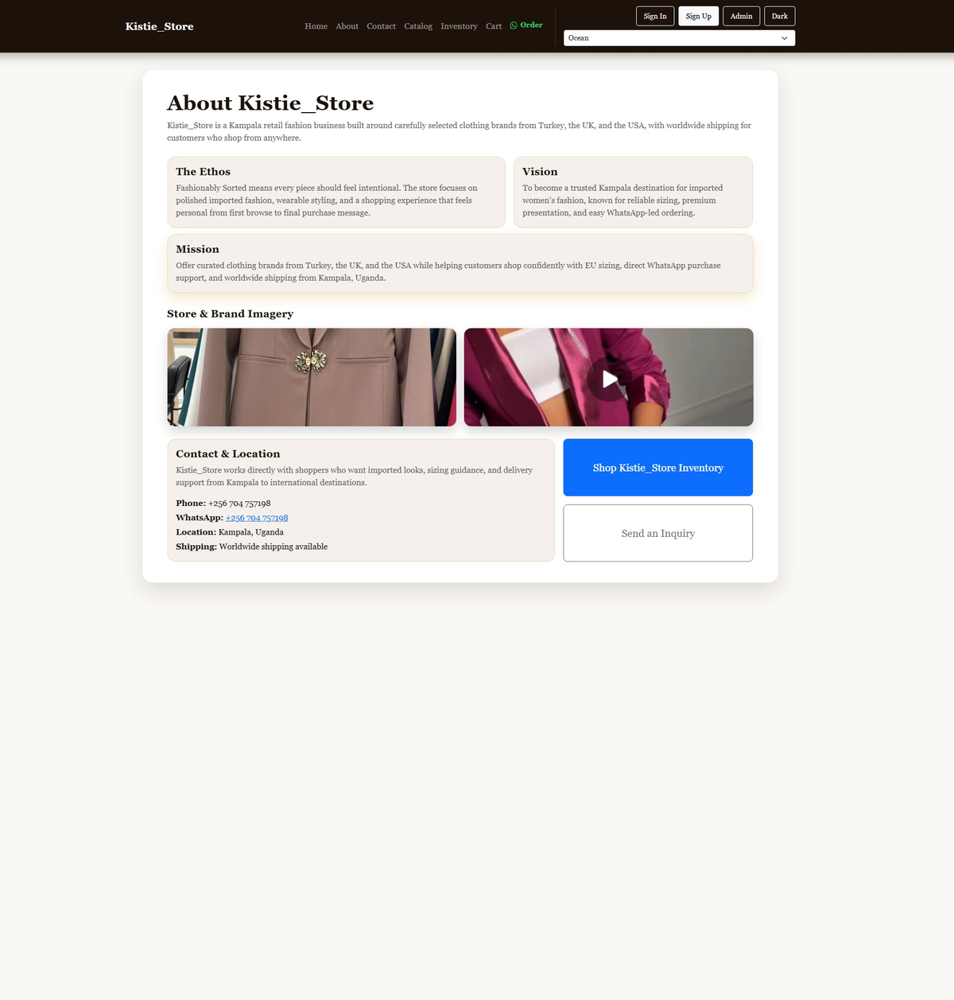 Kistie_Store
Home About Contact Catalog Inventory Cart Order
Sign In Sign Up Admin Dark
Ocean
About Kistie_Store
Kistie_Store is a Kampala retail fashion business built around carefully selected clothing brands from Turkey, the UK, and the USA, with worldwide shipping for
customers who shop from anywhere.
The Ethos
Fashionably Sorted means every piece should feel intentional. The store focuses on
polished imported fashion, wearable styling, and a shopping experience that feels
personal from first browse to final purchase message.
Vision
To become a trusted Kampala destination for imported
women's fashion, known for reliable sizing, premium
presentation, and easy WhatsApp-led ordering.
Mission
Offer curated clothing brands from Turkey, the UK, and the USA while helping customers shop confidently with EU sizing, direct WhatsApp purchase
support, and worldwide shipping from Kampala, Uganda.
Store & Brand Imagery
Contact & Location
Kistie_Store works directly with shoppers who want imported looks, sizing guidance, and delivery
support from Kampala to international destinations.
Phone: +256 704 757198
WhatsApp: +256 704 757198
Location: Kampala, Uganda
Shipping: Worldwide shipping available
Shop Kistie_Store Inventory
Send an Inquiry